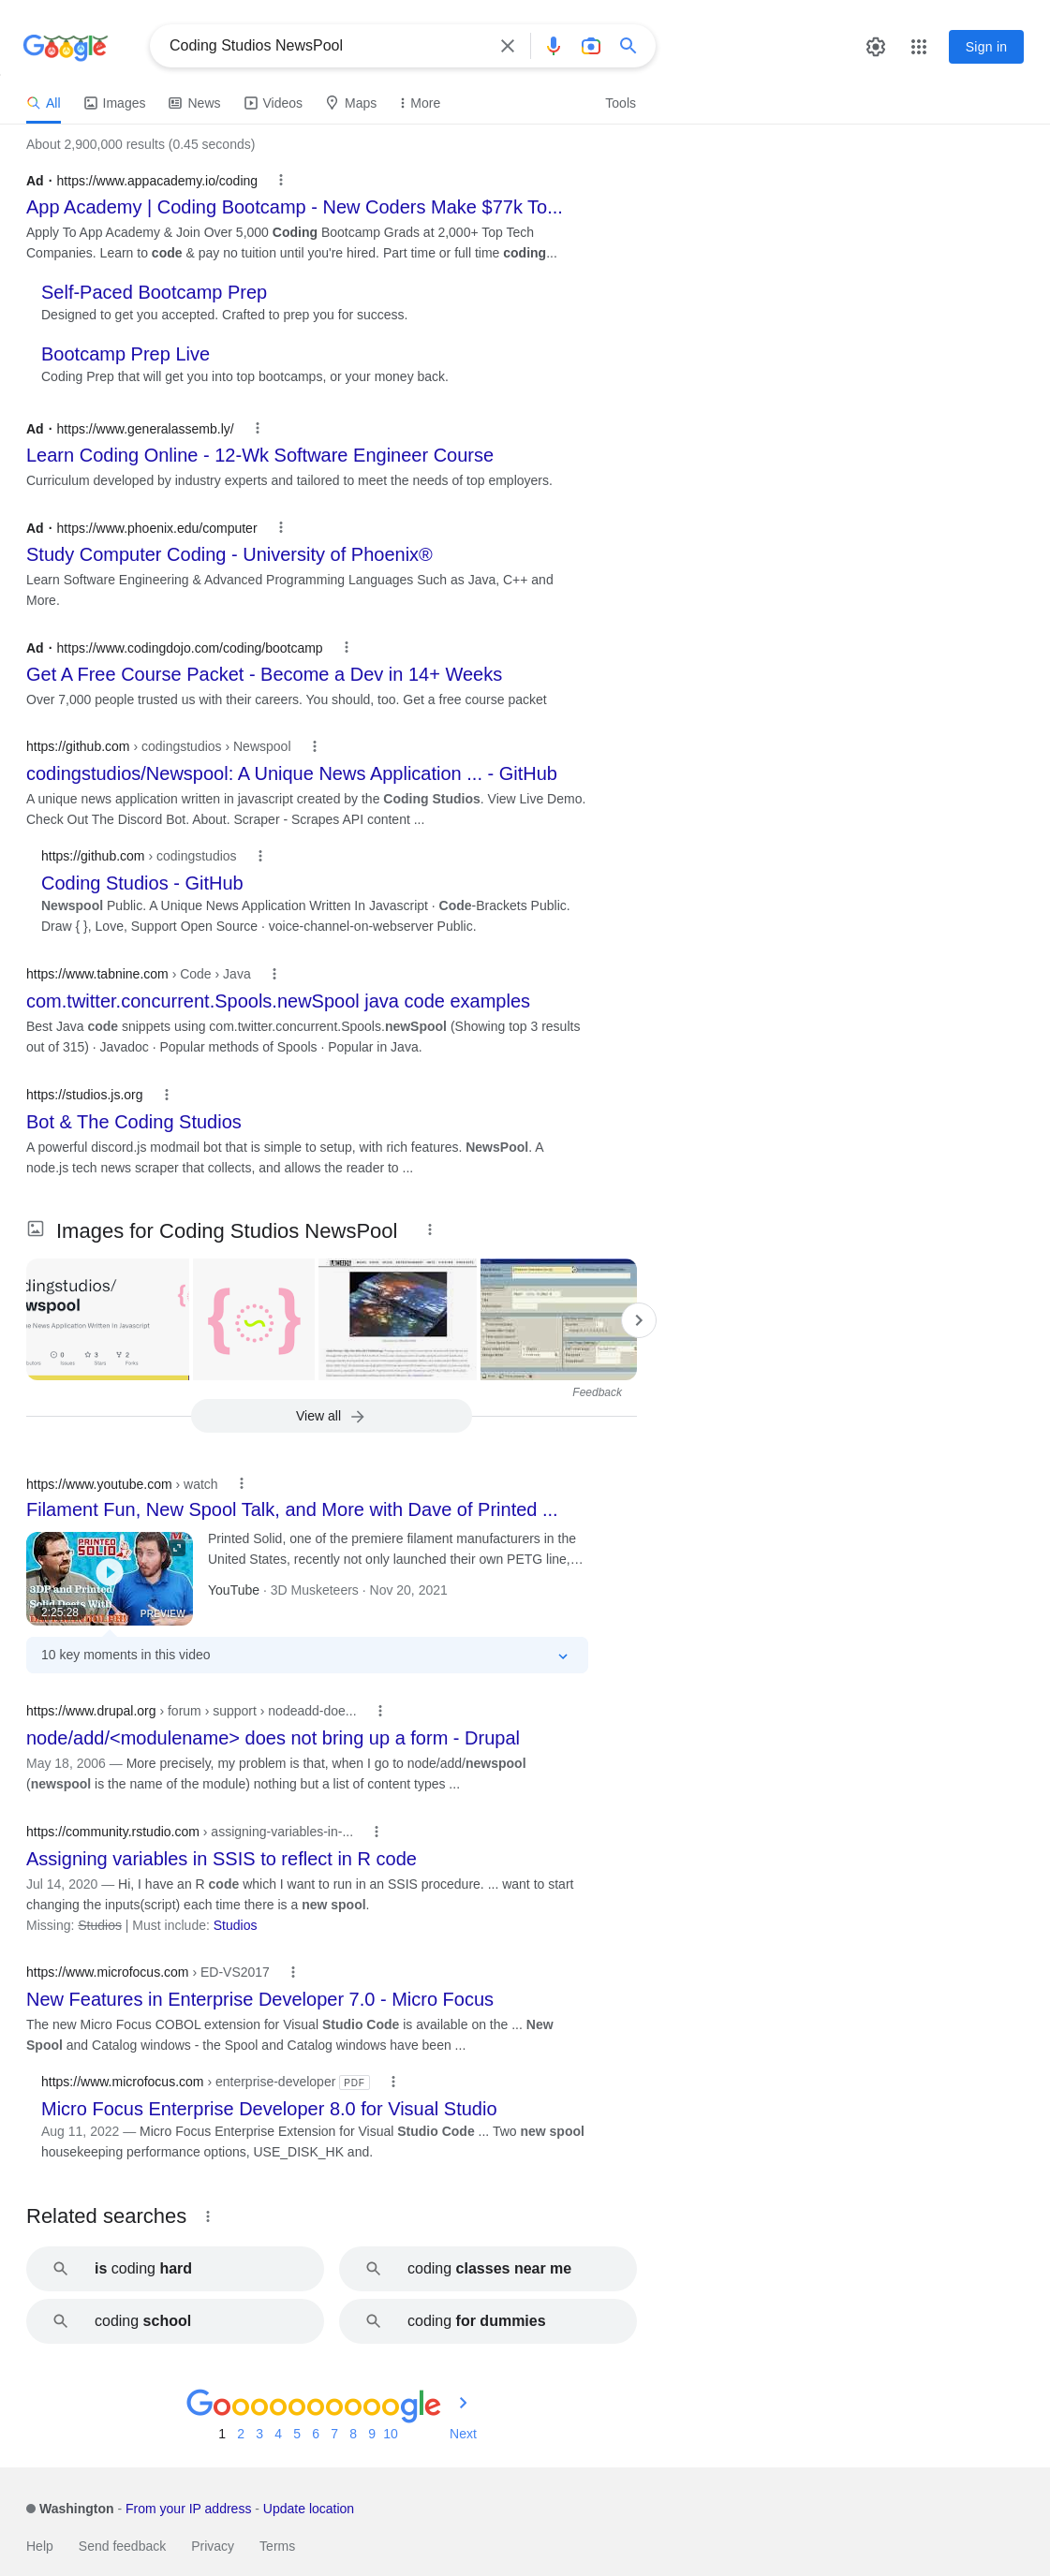 Google
Coding Studios NewsPool
Sign in
All
Images
News
Videos
Maps
More
Tools
About 2,900,000 results (0.45 seconds)
Ad · https://www.appacademy.io/coding
App Academy | Coding Bootcamp - New Coders Make $77k To...
Apply To App Academy & Join Over 5,000 Coding Bootcamp Grads at 2,000+ Top Tech
Companies. Learn to code & pay no tuition until you're hired. Part time or full time coding...
Self-Paced Bootcamp Prep
Designed to get you accepted. Crafted to prep you for success.
Bootcamp Prep Live
Coding Prep that will get you into top bootcamps, or your money back.
Ad · https://www.generalassemb.ly/
Learn Coding Online - 12-Wk Software Engineer Course
Curriculum developed by industry experts and tailored to meet the needs of top employers.
Ad · https://www.phoenix.edu/computer
Study Computer Coding - University of Phoenix®
Learn Software Engineering & Advanced Programming Languages Such as Java, C++ and
More.
Ad · https://www.codingdojo.com/coding/bootcamp
Get A Free Course Packet - Become a Dev in 14+ Weeks
Over 7,000 people trusted us with their careers. You should, too. Get a free course packet
https://github.com › codingstudios › Newspool
codingstudios/Newspool: A Unique News Application ... - GitHub
A unique news application written in javascript created by the Coding Studios. View Live Demo.
Check Out The Discord Bot. About. Scraper - Scrapes API content ...
https://github.com › codingstudios
Coding Studios - GitHub
Newspool Public. A Unique News Application Written In Javascript · Code-Brackets Public.
Draw { }, Love, Support Open Source · voice-channel-on-webserver Public.
https://www.tabnine.com › Code › Java
com.twitter.concurrent.Spools.newSpool java code examples
Best Java code snippets using com.twitter.concurrent.Spools.newSpool (Showing top 3 results
out of 315) · Javadoc · Popular methods of Spools · Popular in Java.
https://studios.js.org
Bot & The Coding Studios
A powerful discord.js modmail bot that is simple to setup, with rich features. NewsPool. A
node.js tech news scraper that collects, and allows the reader to ...
Images for Coding Studios NewsPool
dingstudios/
wspool
e News Application Written In Javascript
0
3
2
Issues
Stars
Forks
Feedback
View all
https://www.youtube.com › watch
Filament Fun, New Spool Talk, and More with Dave of Printed ...
PRINTED
SOLID
3DP and Printed
Solid Deets With
2:25:28
PREVIEW
Printed Solid, one of the premiere filament manufacturers in the
United States, recently not only launched their own PETG line,…
YouTube · 3D Musketeers · Nov 20, 2021
10 key moments in this video
https://www.drupal.org › forum › support › nodeadd-doe...
node/add/<modulename> does not bring up a form - Drupal
May 18, 2006 — More precisely, my problem is that, when I go to node/add/newspool
(newspool is the name of the module) nothing but a list of content types ...
https://community.rstudio.com › assigning-variables-in-...
Assigning variables in SSIS to reflect in R code
Jul 14, 2020 — Hi, I have an R code which I want to run in an SSIS procedure. ... want to start
changing the inputs(script) each time there is a new spool.
Missing: Studios | Must include: Studios
https://www.microfocus.com › ED-VS2017
New Features in Enterprise Developer 7.0 - Micro Focus
The new Micro Focus COBOL extension for Visual Studio Code is available on the ... New
Spool and Catalog windows - the Spool and Catalog windows have been ...
https://www.microfocus.com › enterprise-developer PDF
Micro Focus Enterprise Developer 8.0 for Visual Studio
Aug 11, 2022 — Micro Focus Enterprise Extension for Visual Studio Code ... Two new spool
housekeeping performance options, USE_DISK_HK and.
Related searches
is coding hard
coding classes near me
coding school
coding for dummies
Goooooooooogle
1 2 3 4 5 6 7 8 9 10 Next
Washington - From your IP address - Update location
Help Send feedback Privacy Terms